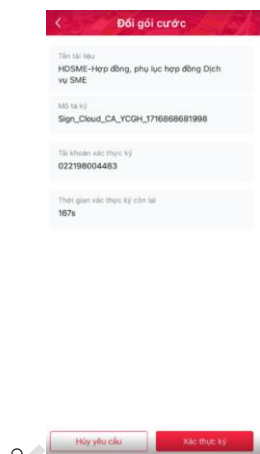 Đổi gói cước
Tên tài liệu
HDSME-Hợp đồng, phụ lục hợp đồng Dịch
vụ SME
Mô tả ký
Sign_Cloud_CA_YCGH_1716868681998
Tài khoản xác thực ký
022198004483
Thời gian xác thực ký còn lại
167s
Hủy yêu cầu
Xác thực ký